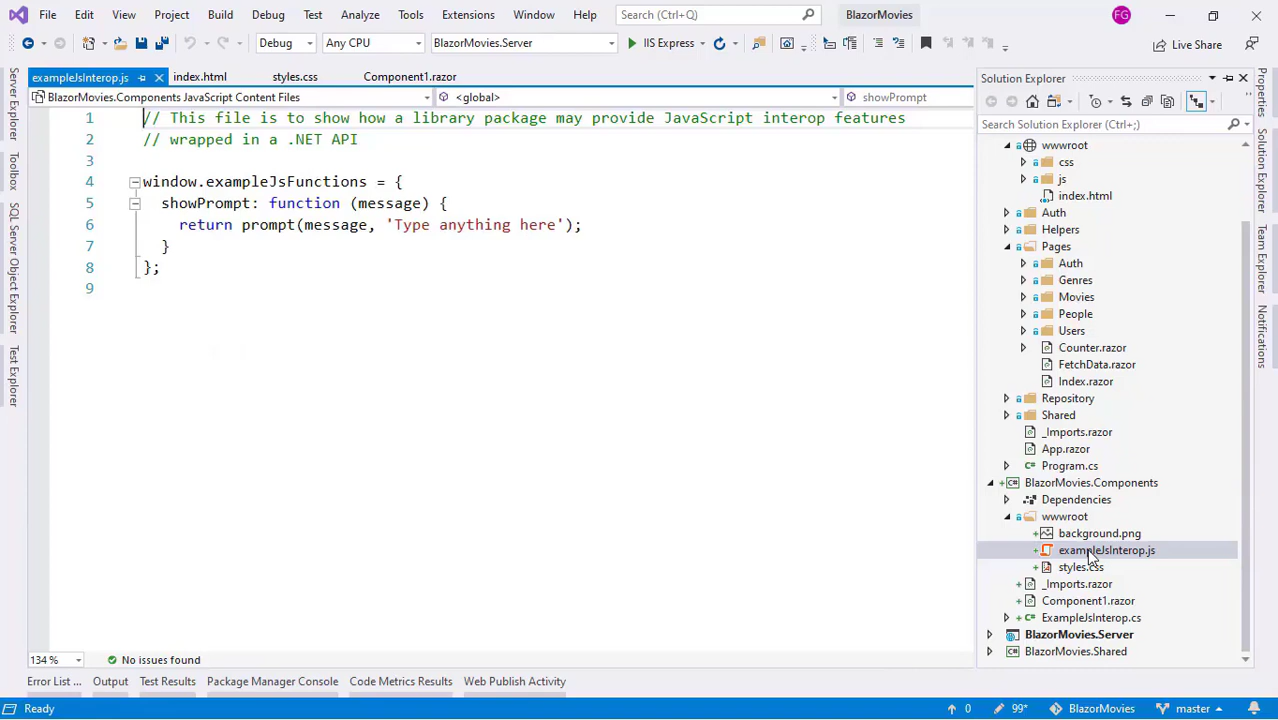 File Edit View Project Build Debug Test Analyze Tools Extensions Window Help Search (Ctrl+Q) BlazorMovies FG
Debug Any CPU BlazorMovies.Server IIS Express Live Share
exampleJsInterop.js index.html styles.css Component1.razor
BlazorMovies.Components JavaScript Content Files <global> showPrompt
1 // This file is to show how a library package may provide JavaScript interop features
2 // wrapped in a .NET API
3
4 window.exampleJsFunctions = {
5 showPrompt: function (message) {
6 return prompt(message, 'Type anything here');
7 }
8 };
9
134 % No issues found
Server Explorer
Toolbox
SQL Server Object Explorer
Test Explorer
Solution Explorer
Search Solution Explorer (Ctrl+;)
wwwroot
css
js
index.html
Auth
Helpers
Pages
Auth
Genres
Movies
People
Users
Counter.razor
FetchData.razor
Index.razor
Repository
Shared
_Imports.razor
App.razor
Program.cs
BlazorMovies.Components
Dependencies
wwwroot
background.png
exampleJsInterop.js
styles.css
_Imports.razor
Component1.razor
ExampleJsInterop.cs
BlazorMovies.Server
BlazorMovies.Shared
Properties
Solution Explorer
Team Explorer
Notifications
Error List ... Output Test Results Package Manager Console Code Metrics Results Web Publish Activity
Ready 0 99* BlazorMovies master